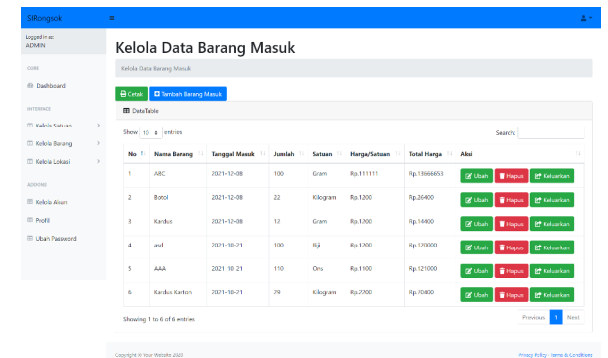 SiRongsok
Logged in as:
ADMIN
CORE
Dashboard
INTERFACE
Kelola Satuan
Kelola Barang
Kelola Lokasi
ADDONS
Kelola Akun
Profil
Ubah Password
Kelola Data Barang Masuk
Kelola Data Barang Masuk
Cetak Tambah Barang Masuk
DataTable
Show 10 entries Search:
No Nama Barang Tanggal Masuk Jumlah Satuan Harga/Satuan Total Harga Aksi
1 ABC 2021-12-08 100 Gram Rp.111111 Rp.13666653 Ubah Hapus Keluarkan
2 Botol 2021-12-08 22 Kilogram Rp.1200 Rp.26400 Ubah Hapus Keluarkan
3 Kardus 2021-12-08 12 Gram Rp.1200 Rp.14400 Ubah Hapus Keluarkan
4 2021-10-21 100 Biji Rp.1200 Rp.120000 Ubah Hapus Keluarkan
5 AAA 2021-10-21 110 Ons Rp.1100 Rp.121000 Ubah Hapus Keluarkan
6 Kardus Karton 2021-10-21 29 Kilogram Rp.2200 Ubah Hapus Keluarkan
Showing 1 to 6 of 6 entries
Previous 1 Next
Copyright © Your Website 2020
Privacy Policy · Terms & Conditions